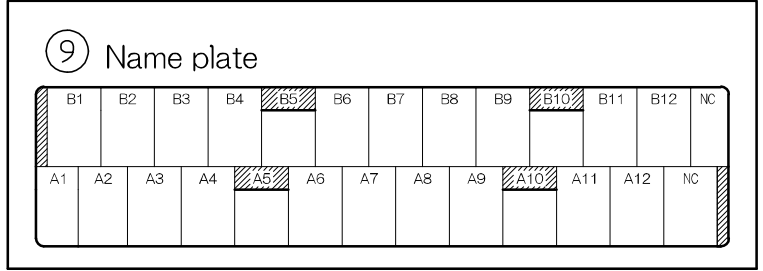 9 Name plate
B1 B2 B3 B4 B5 B6 B7 B8 B9 B10 B11 B12 NC
A1 A2 A3 A4 A5 A6 A7 A8 A9 A10 A11 A12 NC